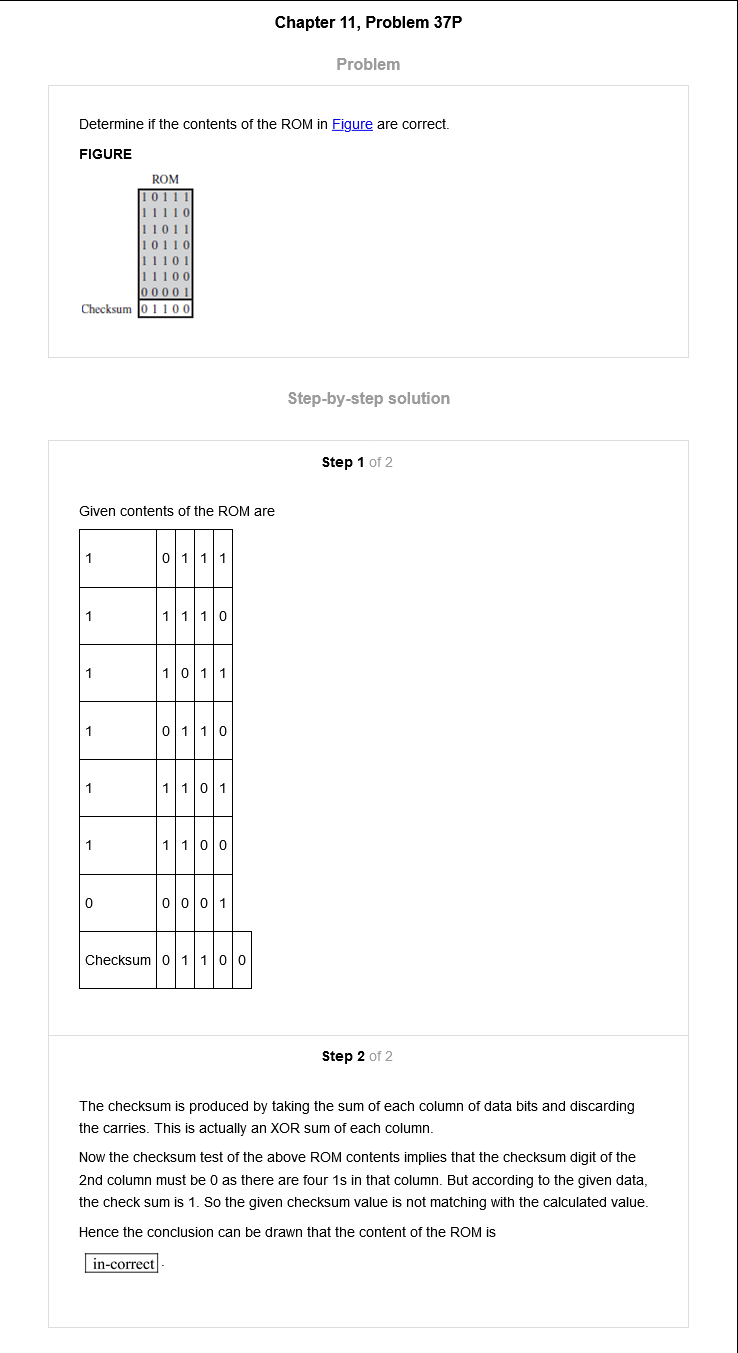 Chapter 11, Problem 37P
Problem
Determine if the contents of the ROM in Figure are correct.
FIGURE
ROM
1 0 1 1 1
1 1 1 1 0
1 1 0 1 1
1 0 1 1 0
1 1 1 0 1
1 1 1 0 0
0 0 0 0 1
Checksum 0 1 1 0 0
Step-by-step solution
Step 1 of 2
Given contents of the ROM are
1 0 1 1 1
1 1 1 1 0
1 1 0 1 1
1 0 1 1 0
1 1 1 0 1
1 1 1 0 0
0 0 0 0 1
Checksum 0 1 1 0 0
Step 2 of 2
The checksum is produced by taking the sum of each column of data bits and discarding
the carries. This is actually an XOR sum of each column.
Now the checksum test of the above ROM contents implies that the checksum digit of the
2nd column must be 0 as there are four 1s in that column. But according to the given data,
the check sum is 1. So the given checksum value is not matching with the calculated value.
Hence the conclusion can be drawn that the content of the ROM is
in-correct.